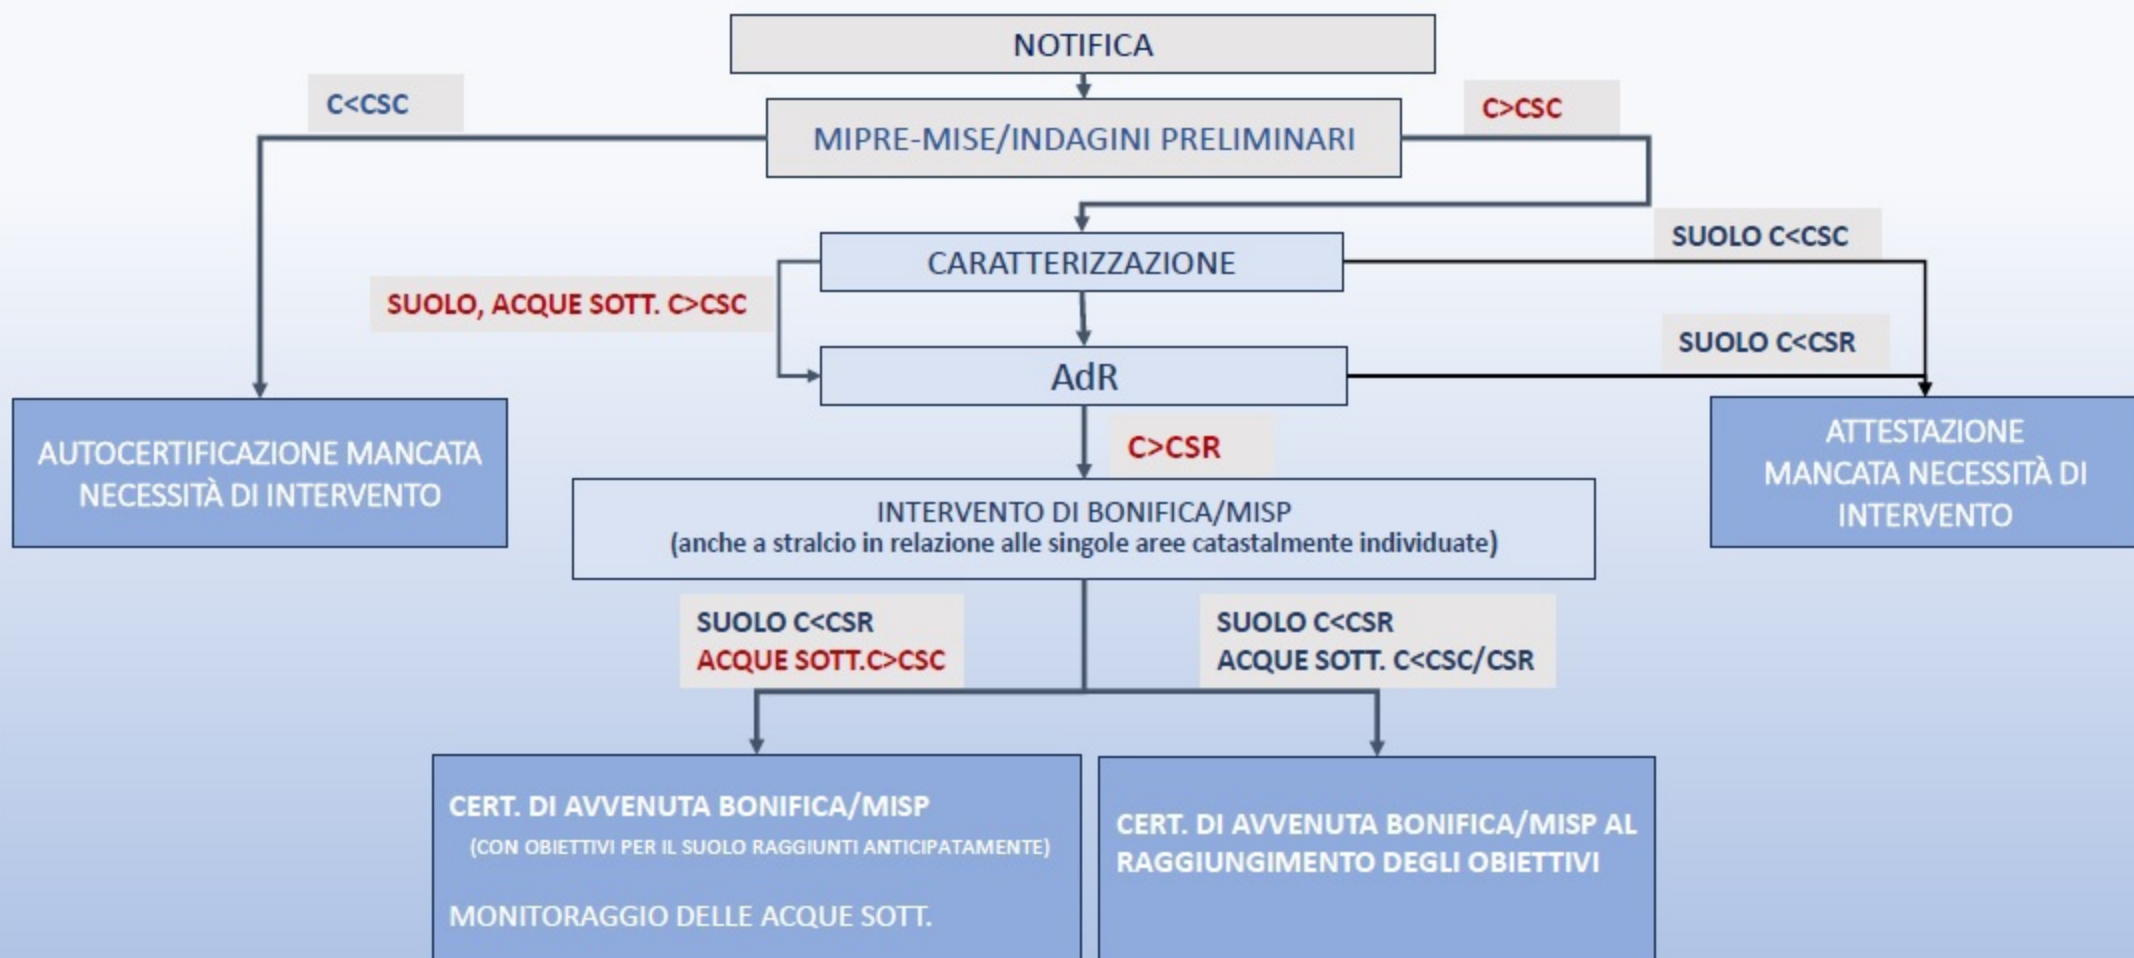 NOTIFICA
C<CSC
C>CSC
MIPRE-MISE/INDAGINI PRELIMINARI
SUOLO C<CSC
CARATTERIZZAZIONE
SUOLO, ACQUE SOTT. C>CSC
SUOLO C<CSR
AdR
AUTOCERTIFICAZIONE MANCATA
NECESSITÀ DI INTERVENTO
C>CSR
ATTESTAZIONE
MANCATA NECESSITÀ DI
INTERVENTO
INTERVENTO DI BONIFICA/MISP
(anche a stralcio in relazione alle singole aree catastalmente individuate)
SUOLO C<CSR
ACQUE SOTT.C>CSC
SUOLO C<CSR
ACQUE SOTT. C<CSC/CSR
CERT. DI AVVENUTA BONIFICA/MISP
(CON OBIETTIVI PER IL SUOLO RAGGIUNTI ANTICIPATAMENTE)
MONITORAGGIO DELLE ACQUE SOTT.
CERT. DI AVVENUTA BONIFICA/MISP AL
RAGGIUNGIMENTO DEGLI OBIETTIVI